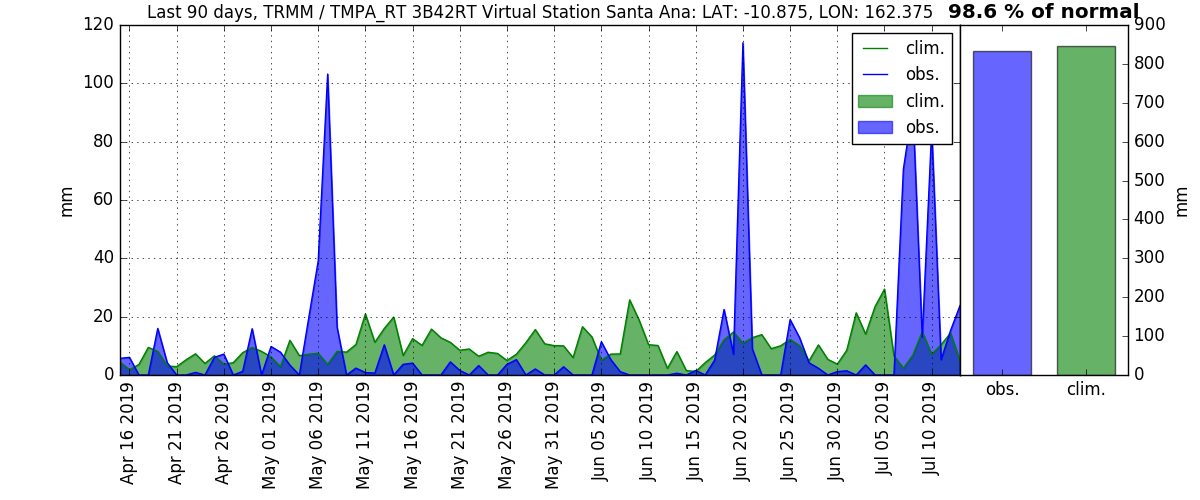 Last 90 days, TRMM / TMPA_RT 3B42RT Virtual Station Santa Ana: LAT: -10.875, LON: 162.375
98.6 % of normal
120
100
80
60
40
20
0
mm
clim.
obs.
clim.
obs.
900
800
700
600
500
400
300
200
100
0
mm
Apr 16 2019
Apr 21 2019
Apr 26 2019
May 01 2019
May 06 2019
May 11 2019
May 16 2019
May 21 2019
May 26 2019
May 31 2019
Jun 05 2019
Jun 10 2019
Jun 15 2019
Jun 20 2019
Jun 25 2019
Jun 30 2019
Jul 05 2019
Jul 10 2019
obs.
clim.